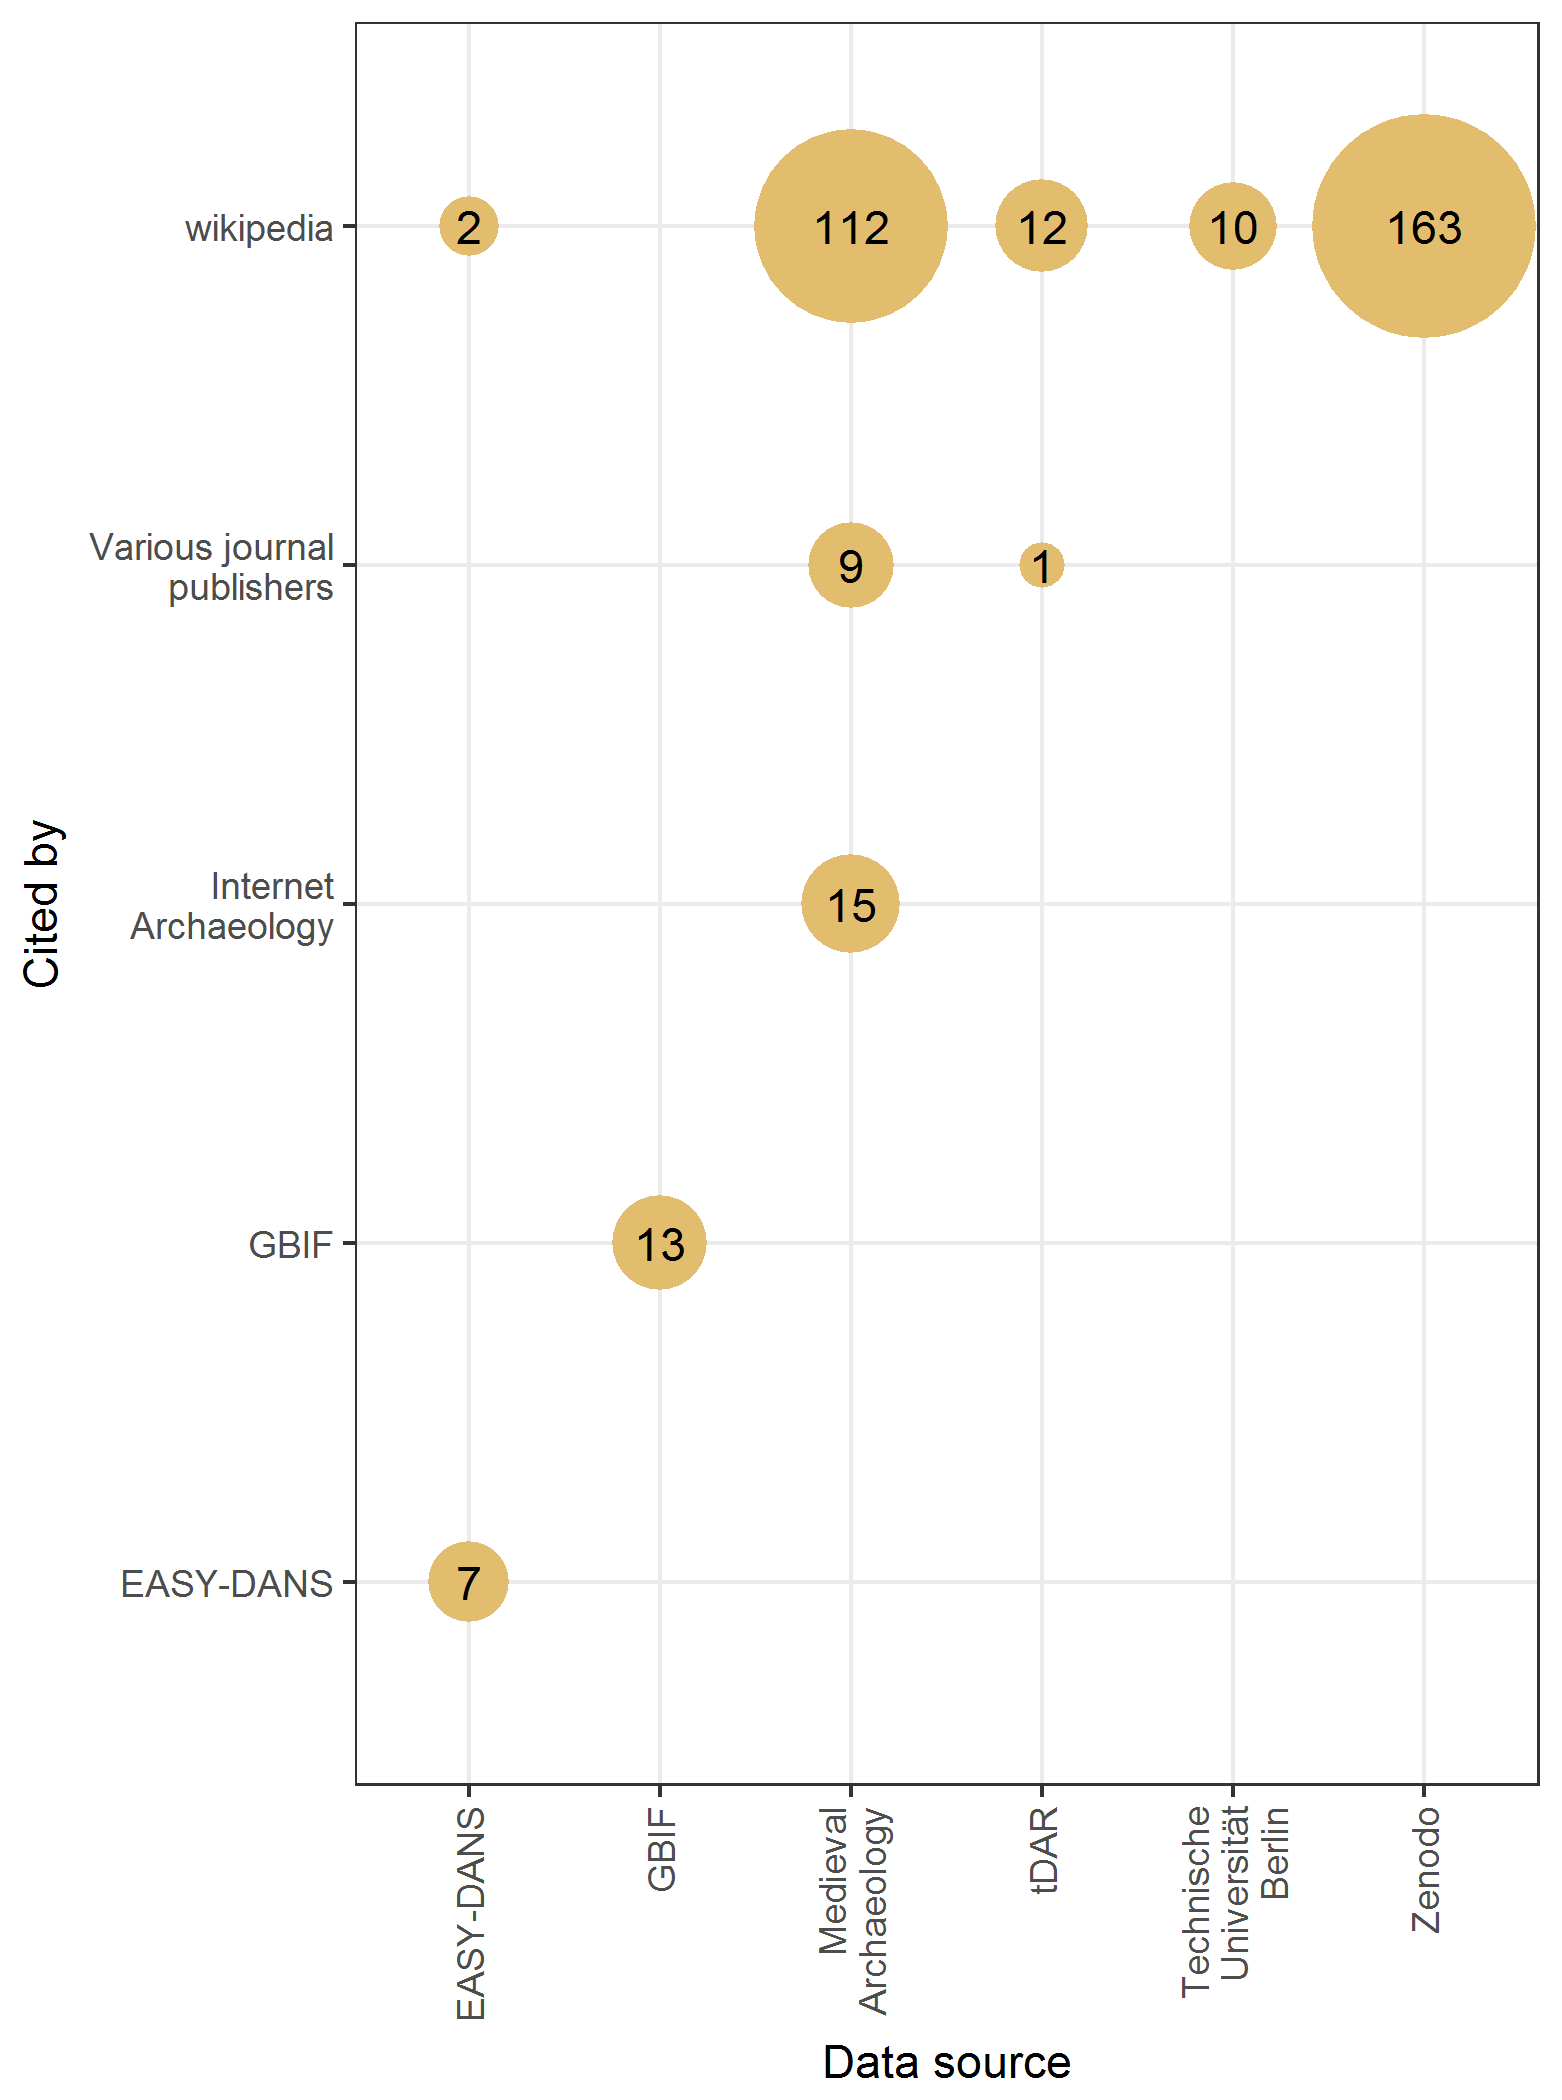 wikipedia
2
112
12
10
163
Various journal
publishers
9
1
Internet
Archaeology
15
GBIF
13
EASY-DANS
7
Cited by
EASY-DANS
GBIF
Medieval
Archaeology
tDAR
Technische
Universität
Berlin
Zenodo
Data source